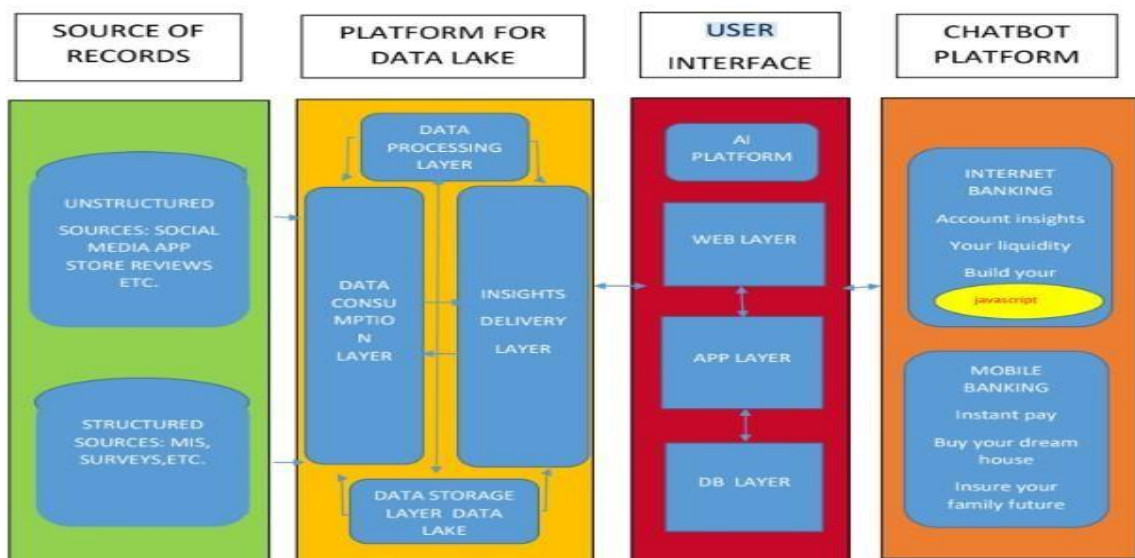 SOURCE OF
RECORDS
PLATFORM FOR
DATA LAKE
USER
INTERFACE
CHATBOT
PLATFORM
UNSTRUCTURED
SOURCES: SOCIAL
MEDIA APP
STORE REVIEWS
ETC.
STRUCTURED
SOURCES: MIS,
SURVEYS,ETC.
DATA
PROCESSING
LAYER
DATA
CONSU
MPTIO
N
LAYER
INSIGHTS
DELIVERY
LAYER
DATA STORAGE
LAYER DATA
LAKE
AI
PLATFORM
WEB LAYER
APP LAYER
DB LAYER
INTERNET
BANKING
Account insights
Your liquidity
Build your
javascript
MOBILE
BANKING
Instant pay
Buy your dream
house
Insure your
family future